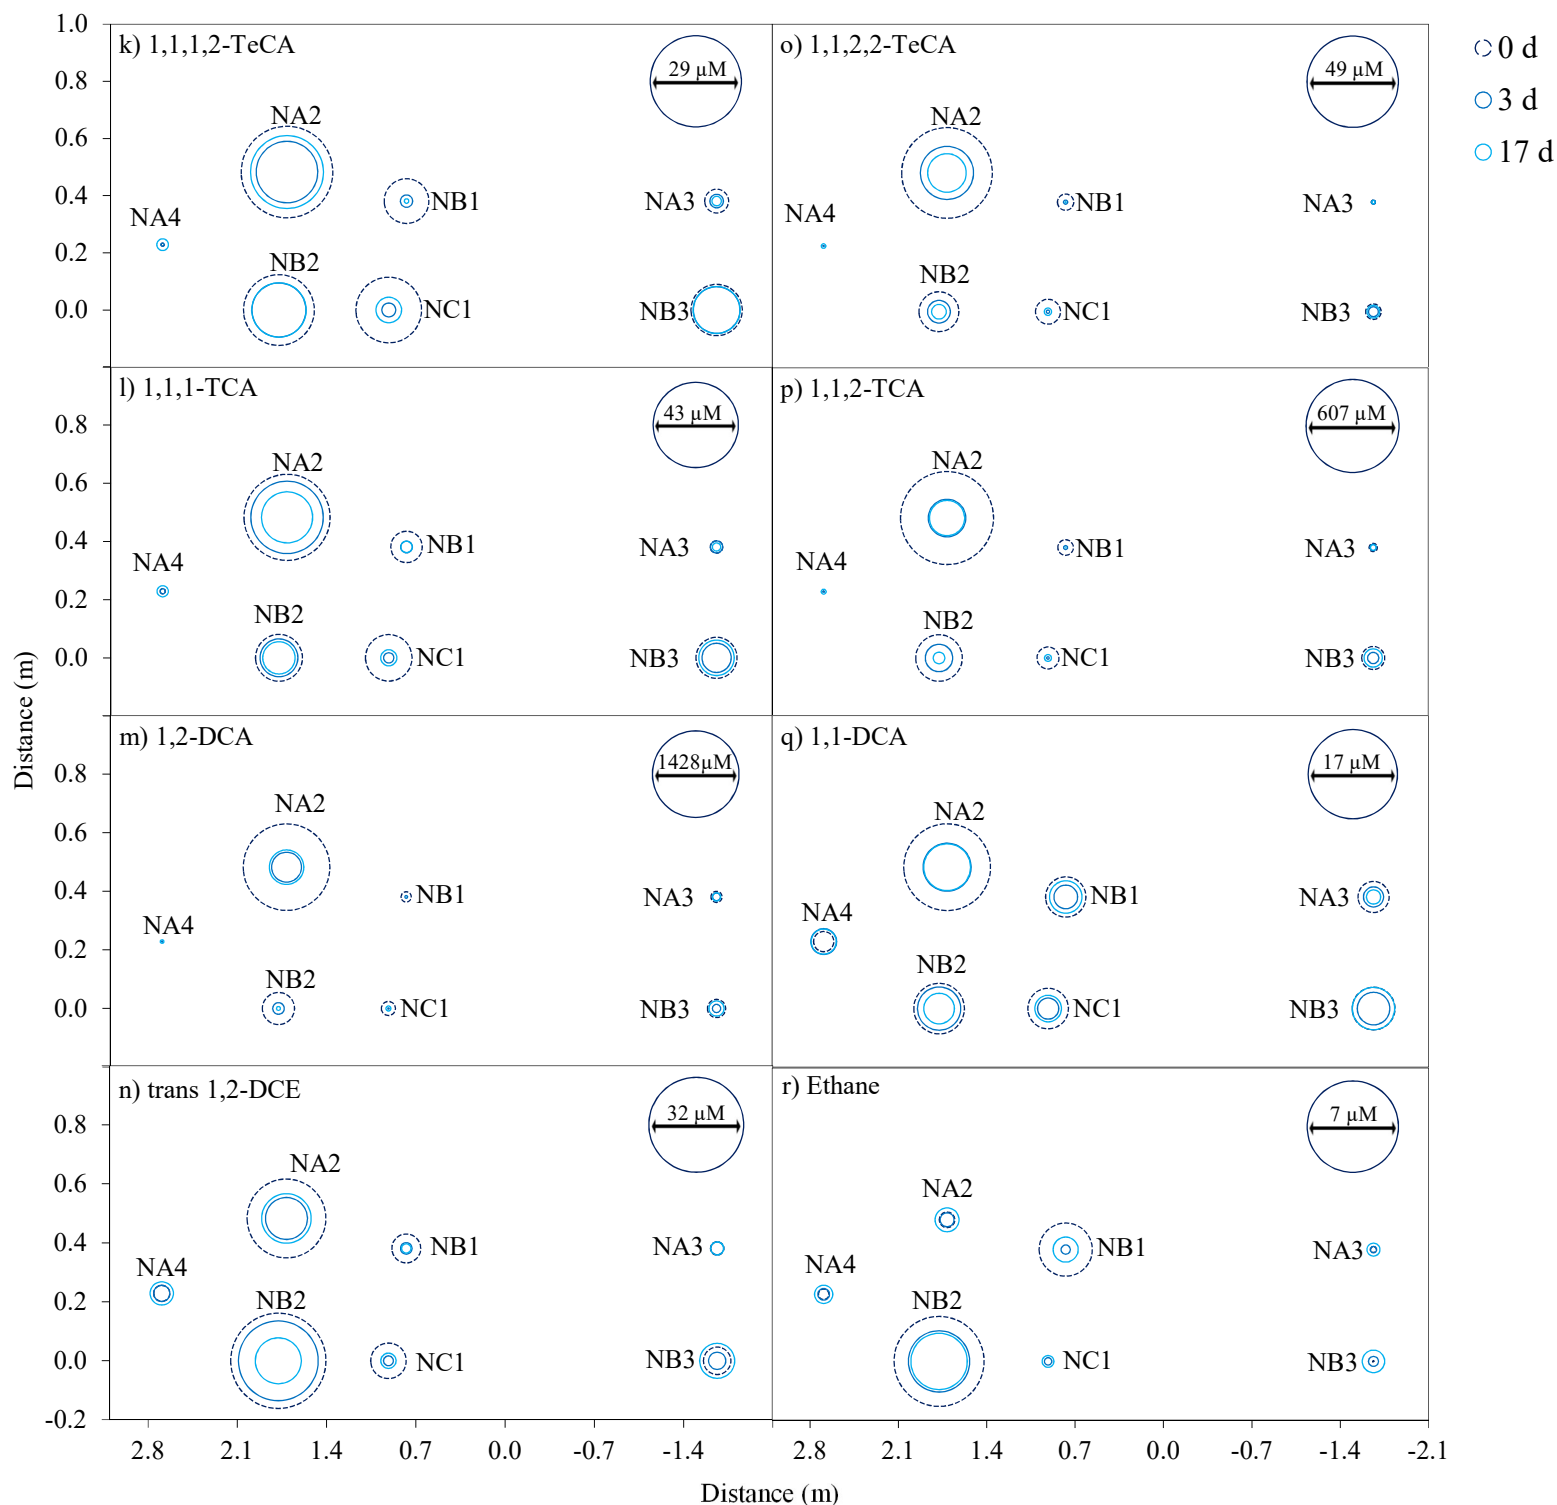 1.0
k) 1,1,1,2-TeCA
29 µM
o) 1,1,2,2-TeCA
49 µM
0 d
3 d
17 d
0.8
0.6
0.4
0.2
0.0
NA2
NB1
NA3
NA4
NB2
NC1
NB3
NA2
NB1
NA3
NA4
NB2
NC1
NB3
l) 1,1,1-TCA
43 µM
p) 1,1,2-TCA
607 µM
0.8
0.6
0.4
0.2
0.0
NA2
NB1
NA3
NA4
NB2
NC1
NB3
NA2
NB1
NA3
NA4
NB2
NC1
NB3
Distance (m)
m) 1,2-DCA
1428µM
q) 1,1-DCA
17 µM
0.8
0.6
0.4
0.2
0.0
NA2
NB1
NA3
NA4
NB2
NC1
NB3
NA2
NB1
NA3
NA4
NB2
NC1
NB3
n) trans 1,2-DCE
32 µM
r) Ethane
7 µM
0.8
0.6
0.4
0.2
0.0
-0.2
NA2
NB1
NA3
NA4
NB2
NC1
NB3
NA2
NB1
NA3
NA4
NB2
NC1
NB3
2.8 2.1 1.4 0.7 0.0 -0.7 -1.4
2.8 2.1 1.4 0.7 0.0 -0.7 -1.4 -2.1
Distance (m)